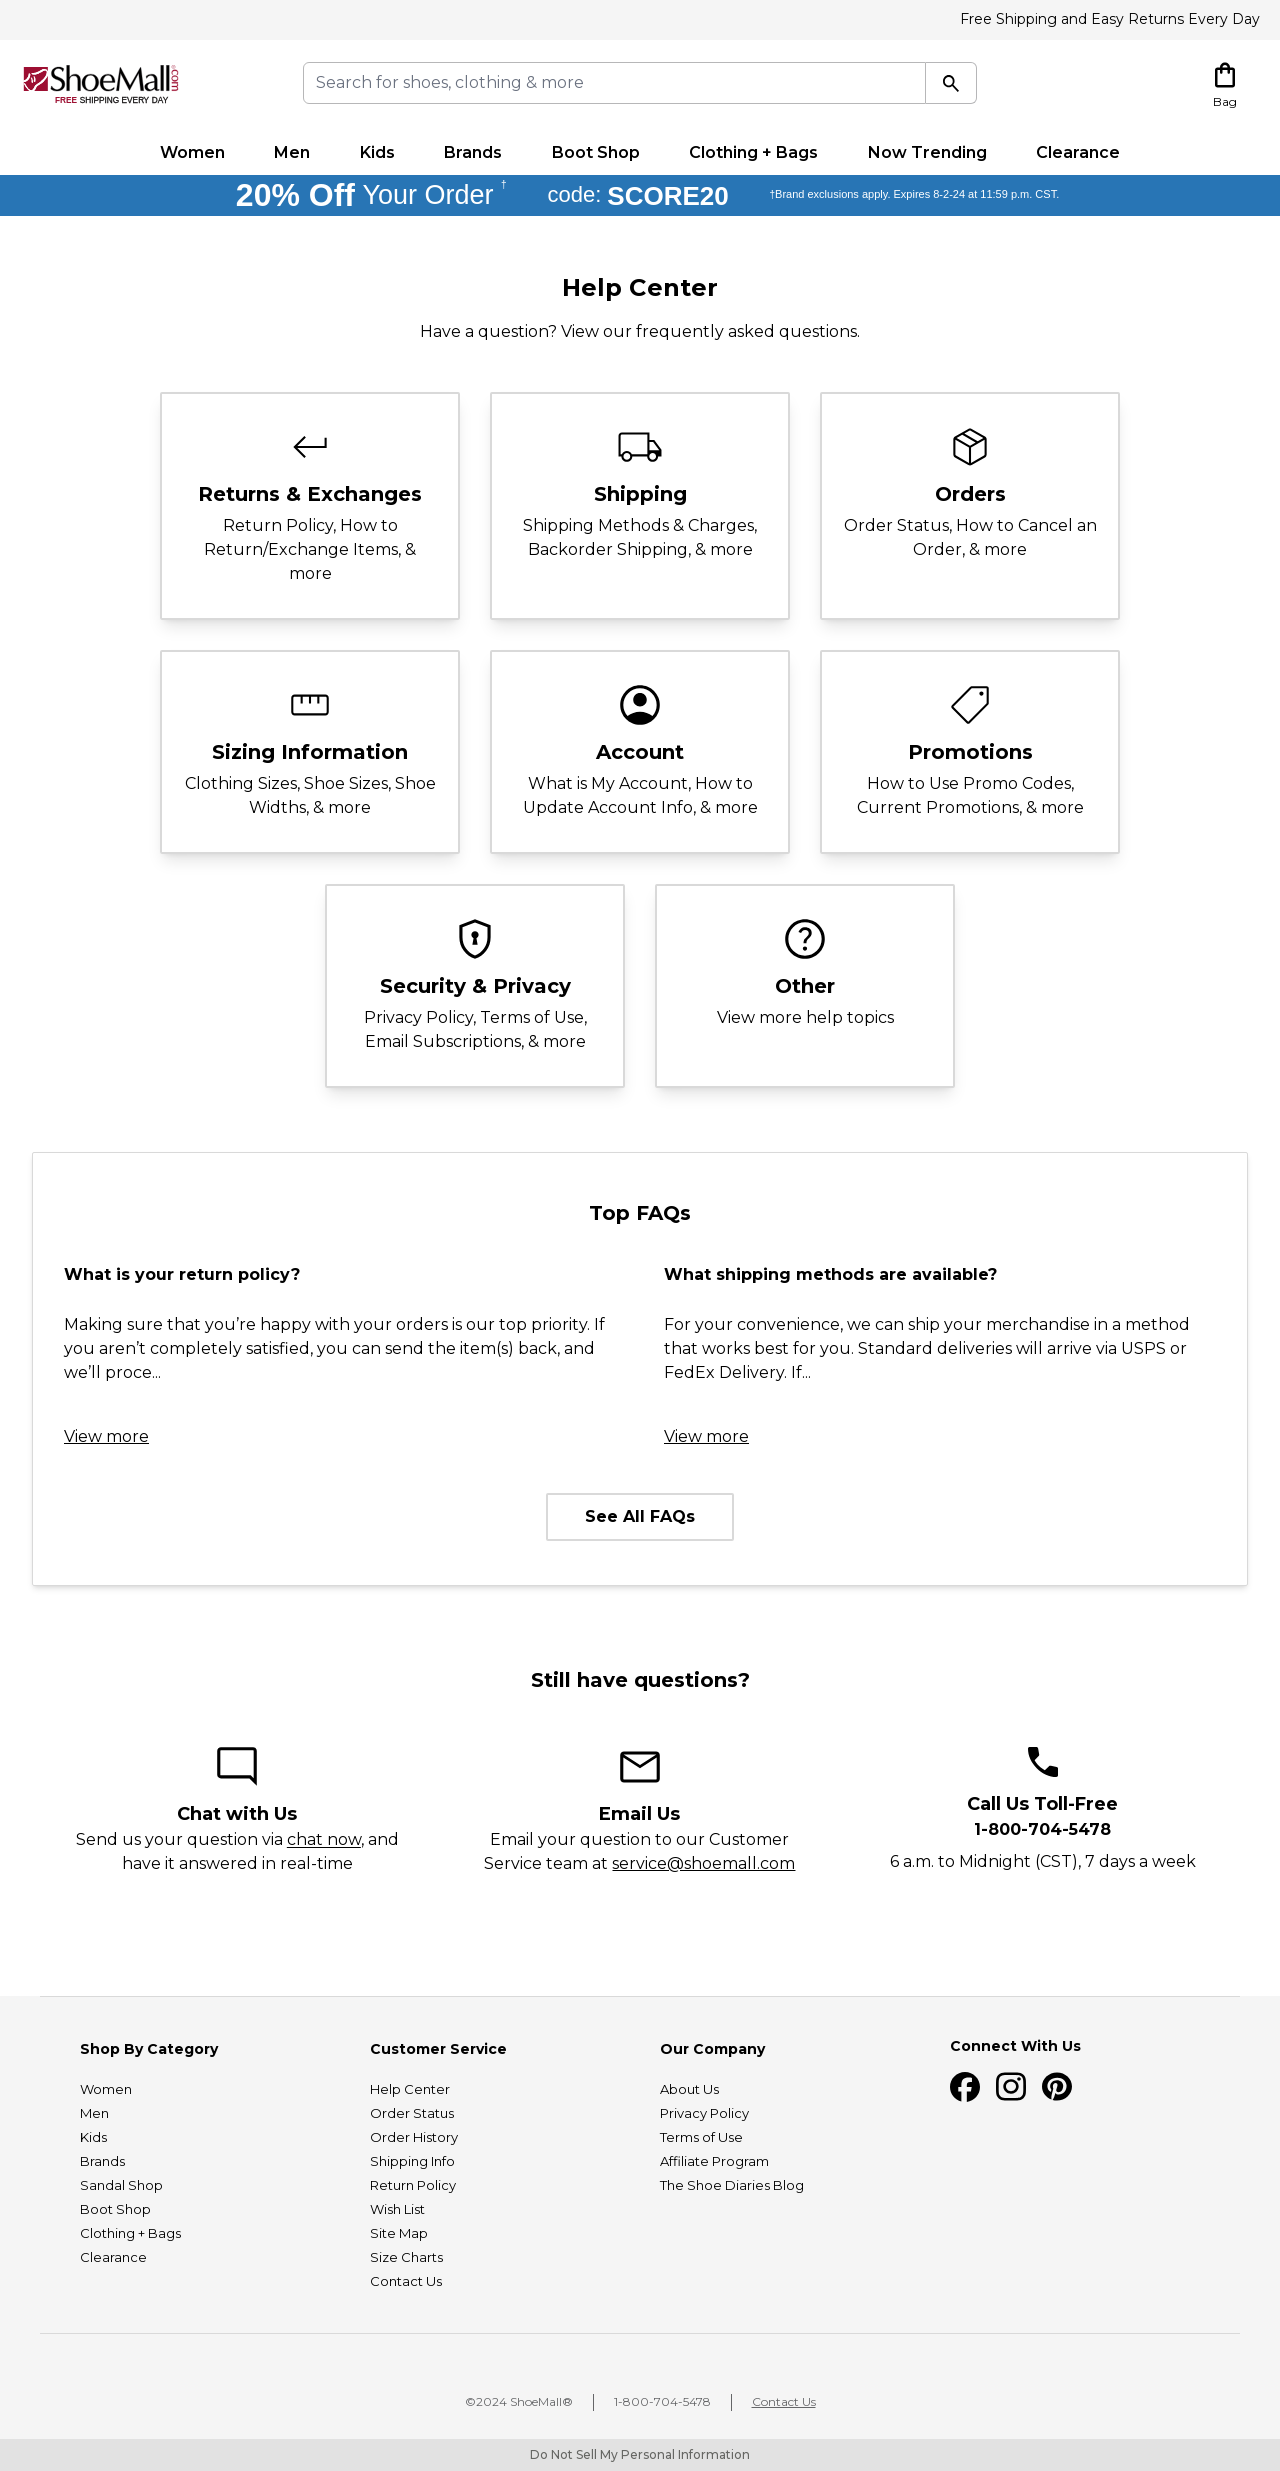 Free Shipping and Easy Returns Every Day
ShoeMall.com
FREE SHIPPING EVERY DAY
Search for shoes, clothing & more
Bag
Women Men Kids Brands Boot Shop Clothing + Bags Now Trending Clearance
20% Off Your Order † code: SCORE20 †Brand exclusions apply. Expires 8-2-24 at 11:59 p.m. CST.
Help Center
Have a question? View our frequently asked questions.
Returns & Exchanges
Return Policy, How to
Return/Exchange Items, &
more
Shipping
Shipping Methods & Charges,
Backorder Shipping, & more
Orders
Order Status, How to Cancel an
Order, & more
Sizing Information
Clothing Sizes, Shoe Sizes, Shoe
Widths, & more
Account
What is My Account, How to
Update Account Info, & more
Promotions
How to Use Promo Codes,
Current Promotions, & more
Security & Privacy
Privacy Policy, Terms of Use,
Email Subscriptions, & more
Other
View more help topics
Top FAQs
What is your return policy?
Making sure that you’re happy with your orders is our top priority. If
you aren’t completely satisfied, you can send the item(s) back, and
we’ll proce...
View more
What shipping methods are available?
For your convenience, we can ship your merchandise in a method
that works best for you. Standard deliveries will arrive via USPS or
FedEx Delivery. If...
View more
See All FAQs
Still have questions?
Chat with Us
Send us your question via chat now, and
have it answered in real-time
Email Us
Email your question to our Customer
Service team at service@shoemall.com
Call Us Toll-Free
1-800-704-5478
6 a.m. to Midnight (CST), 7 days a week
Shop By Category
Women
Men
Kids
Brands
Sandal Shop
Boot Shop
Clothing + Bags
Clearance
Customer Service
Help Center
Order Status
Order History
Shipping Info
Return Policy
Wish List
Site Map
Size Charts
Contact Us
Our Company
About Us
Privacy Policy
Terms of Use
Affiliate Program
The Shoe Diaries Blog
Connect With Us
©2024 ShoeMall® 1-800-704-5478 Contact Us
Do Not Sell My Personal Information